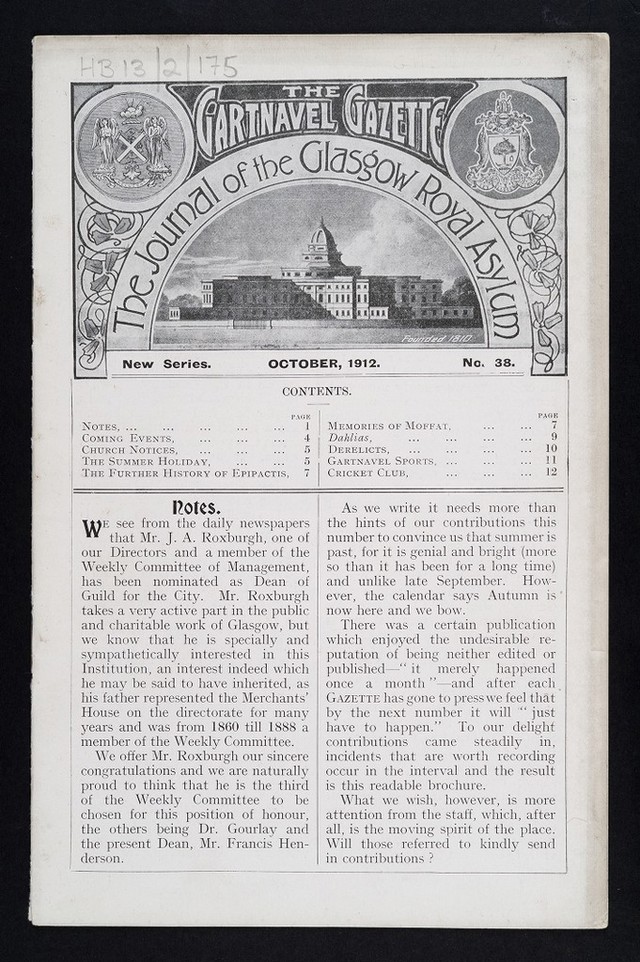 HB13/2/175
THE
GARTNAVEL GAZETTE
The Journal of the Glasgow Royal Asylum
Founded 1810.
New Series. OCTOBER, 1912. No. 38.
CONTENTS.
PAGE
NOTES, ... ... ... ... ... 1
COMING EVENTS, ... ... ... ... 4
CHURCH NOTICES, ... ... ... ... 5
THE SUMMER HOLIDAY, ... ... ... 5
THE FURTHER HISTORY OF EPIPACTIS, 7
PAGE
MEMORIES OF MOFFAT, ... ... 7
Dahlias, ... ... ... ... 9
DERELICTS, ... ... ... ... 10
GARTNAVEL SPORTS, ... ... ... 11
CRICKET CLUB, ... ... ... 12
Notes.
WE see from the daily newspapers
that Mr. J. A. Roxburgh, one of
our Directors and a member of the
Weekly Committee of Management,
has been nominated as Dean of
Guild for the City. Mr. Roxburgh
takes a very active part in the public
and charitable work of Glasgow, but
we know that he is specially and
sympathetically interested in this
Institution, an interest indeed which
he may be said to have inherited, as
his father represented the Merchants'
House on the directorate for many
years and was from 1860 till 1888 a
member of the Weekly Committee.
We offer Mr. Roxburgh our sincere
congratulations and we are naturally
proud to think that he is the third
of the Weekly Committee to be
chosen for this position of honour,
the others being Dr. Gourlay and
the present Dean, Mr. Francis Hen-
derson.
As we write it needs more than
the hints of our contributions this
number to convince us that summer is
past, for it is genial and bright (more
so than it has been for a long time)
and unlike late September. How-
ever, the calendar says Autumn is
now here and we bow.
There was a certain publication
which enjoyed the undesirable re-
putation of being neither edited or
published—"it merely happened
once a month"—and after each
GAZETTE has gone to press we feel that
by the next number it will "just
have to happen." To our delight
contributions came steadily in,
incidents that are worth recording
occur in the interval and the result
is this readable brochure.
What we wish, however, is more
attention from the staff, which, after
all, is the moving spirit of the place.
Will those referred to kindly send
in contributions?